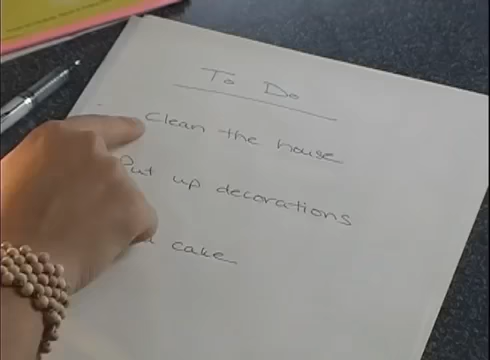 To Do
Clean the house
Put up decorations
cake